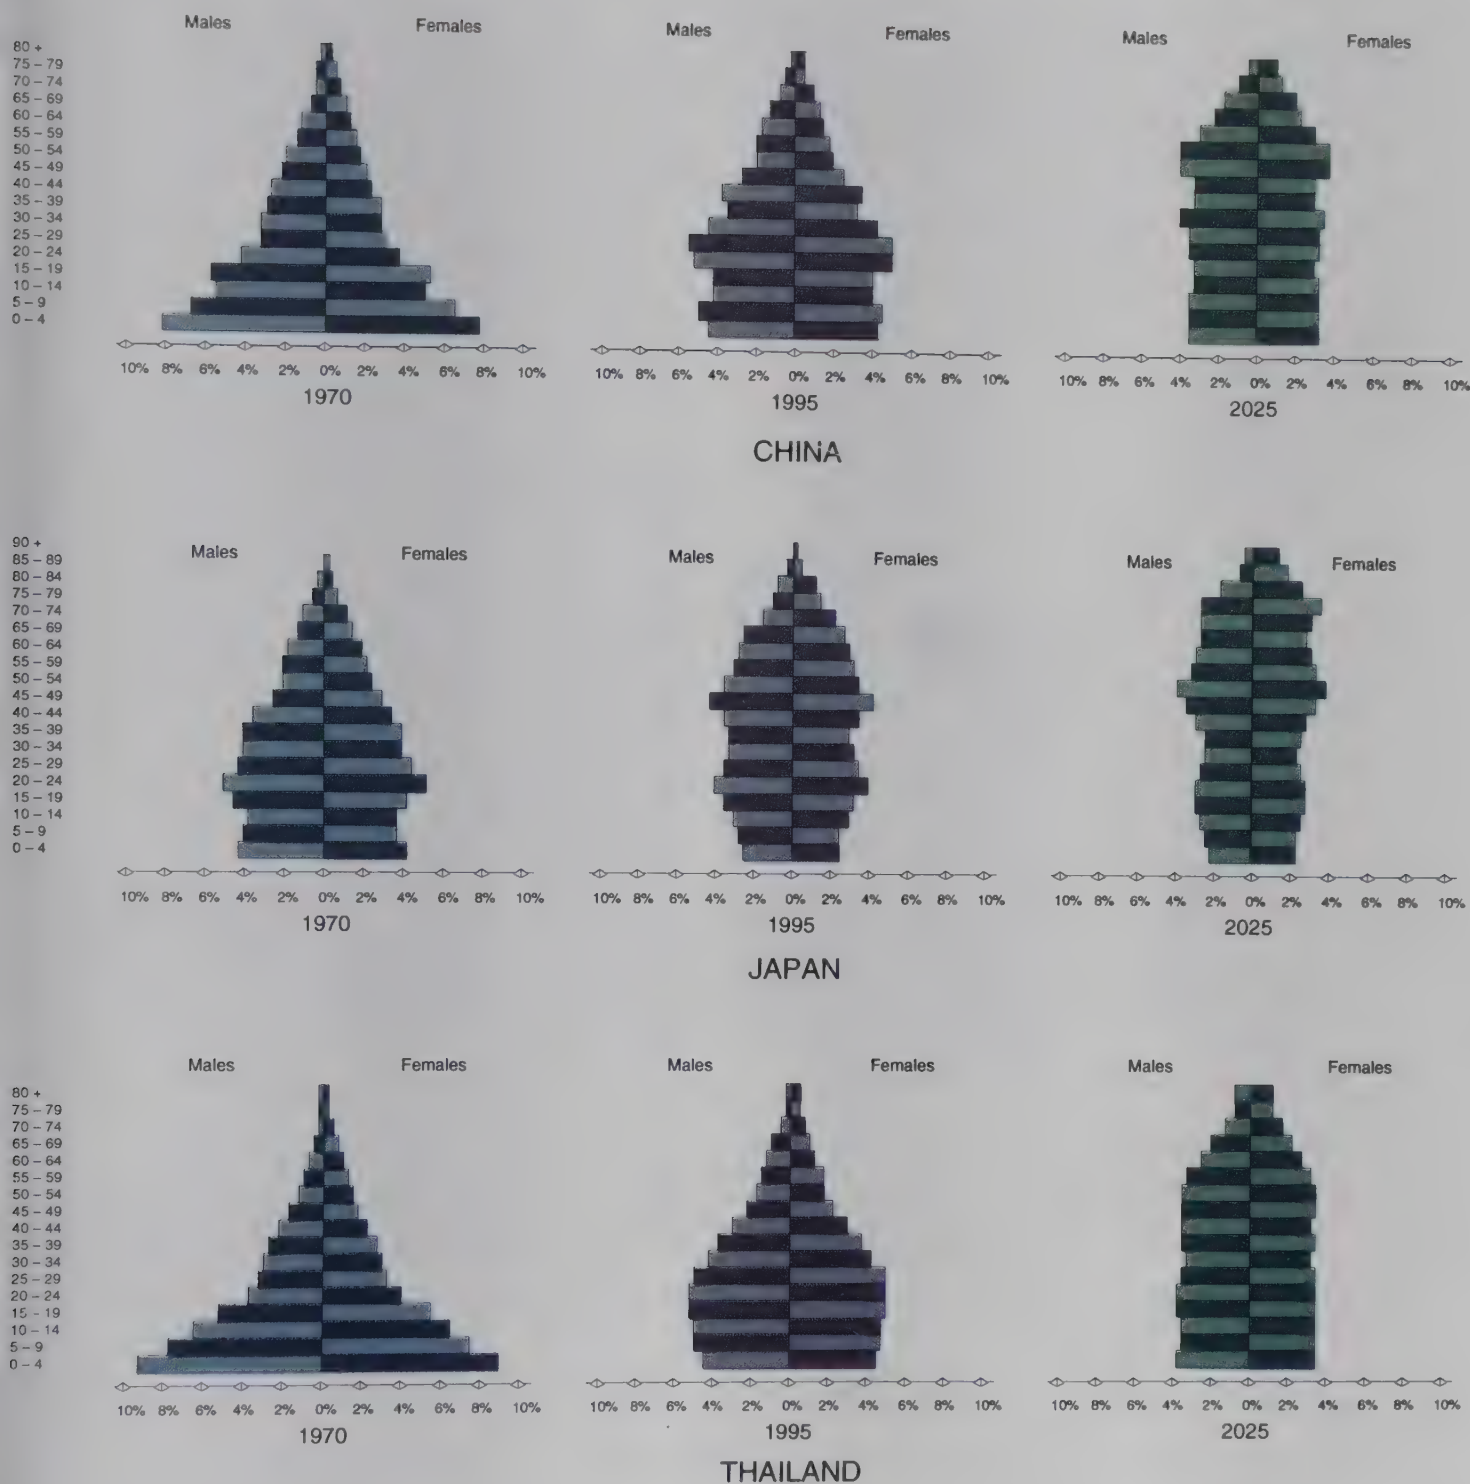 Males Females Males Females Males Females
80 +
75 – 79
70 – 74
65 – 69
60 – 64
55 – 59
50 – 54
45 – 49
40 – 44
35 – 39
30 – 34
25 – 29
20 – 24
15 – 19
10 – 14
5 – 9
0 – 4
10% 8% 6% 4% 2% 0% 2% 4% 6% 8% 10% 10% 8% 6% 4% 2% 0% 2% 4% 6% 8% 10% 10% 8% 6% 4% 2% 0% 2% 4% 6% 8% 10%
1970 1995 2025
CHINA
Males Females Males Females Males Females
90 +
85 – 89
80 – 84
75 – 79
70 – 74
65 – 69
60 – 64
55 – 59
50 – 54
45 – 49
40 – 44
35 – 39
30 – 34
25 – 29
20 – 24
15 – 19
10 – 14
5 – 9
0 – 4
10% 8% 6% 4% 2% 0% 2% 4% 6% 8% 10% 10% 8% 6% 4% 2% 0% 2% 4% 6% 8% 10% 10% 8% 6% 4% 2% 0% 2% 4% 6% 8% 10%
1970 1995 2025
JAPAN
Males Females Males Females Males Females
80 +
75 – 79
70 – 74
65 – 69
60 – 64
55 – 59
50 – 54
45 – 49
40 – 44
35 – 39
30 – 34
25 – 29
20 – 24
15 – 19
10 – 14
5 – 9
0 – 4
10% 8% 6% 4% 2% 0% 2% 4% 6% 8% 10% 10% 8% 6% 4% 2% 0% 2% 4% 6% 8% 10% 10% 8% 6% 4% 2% 0% 2% 4% 6% 8% 10%
1970 1995 2025
THAILAND